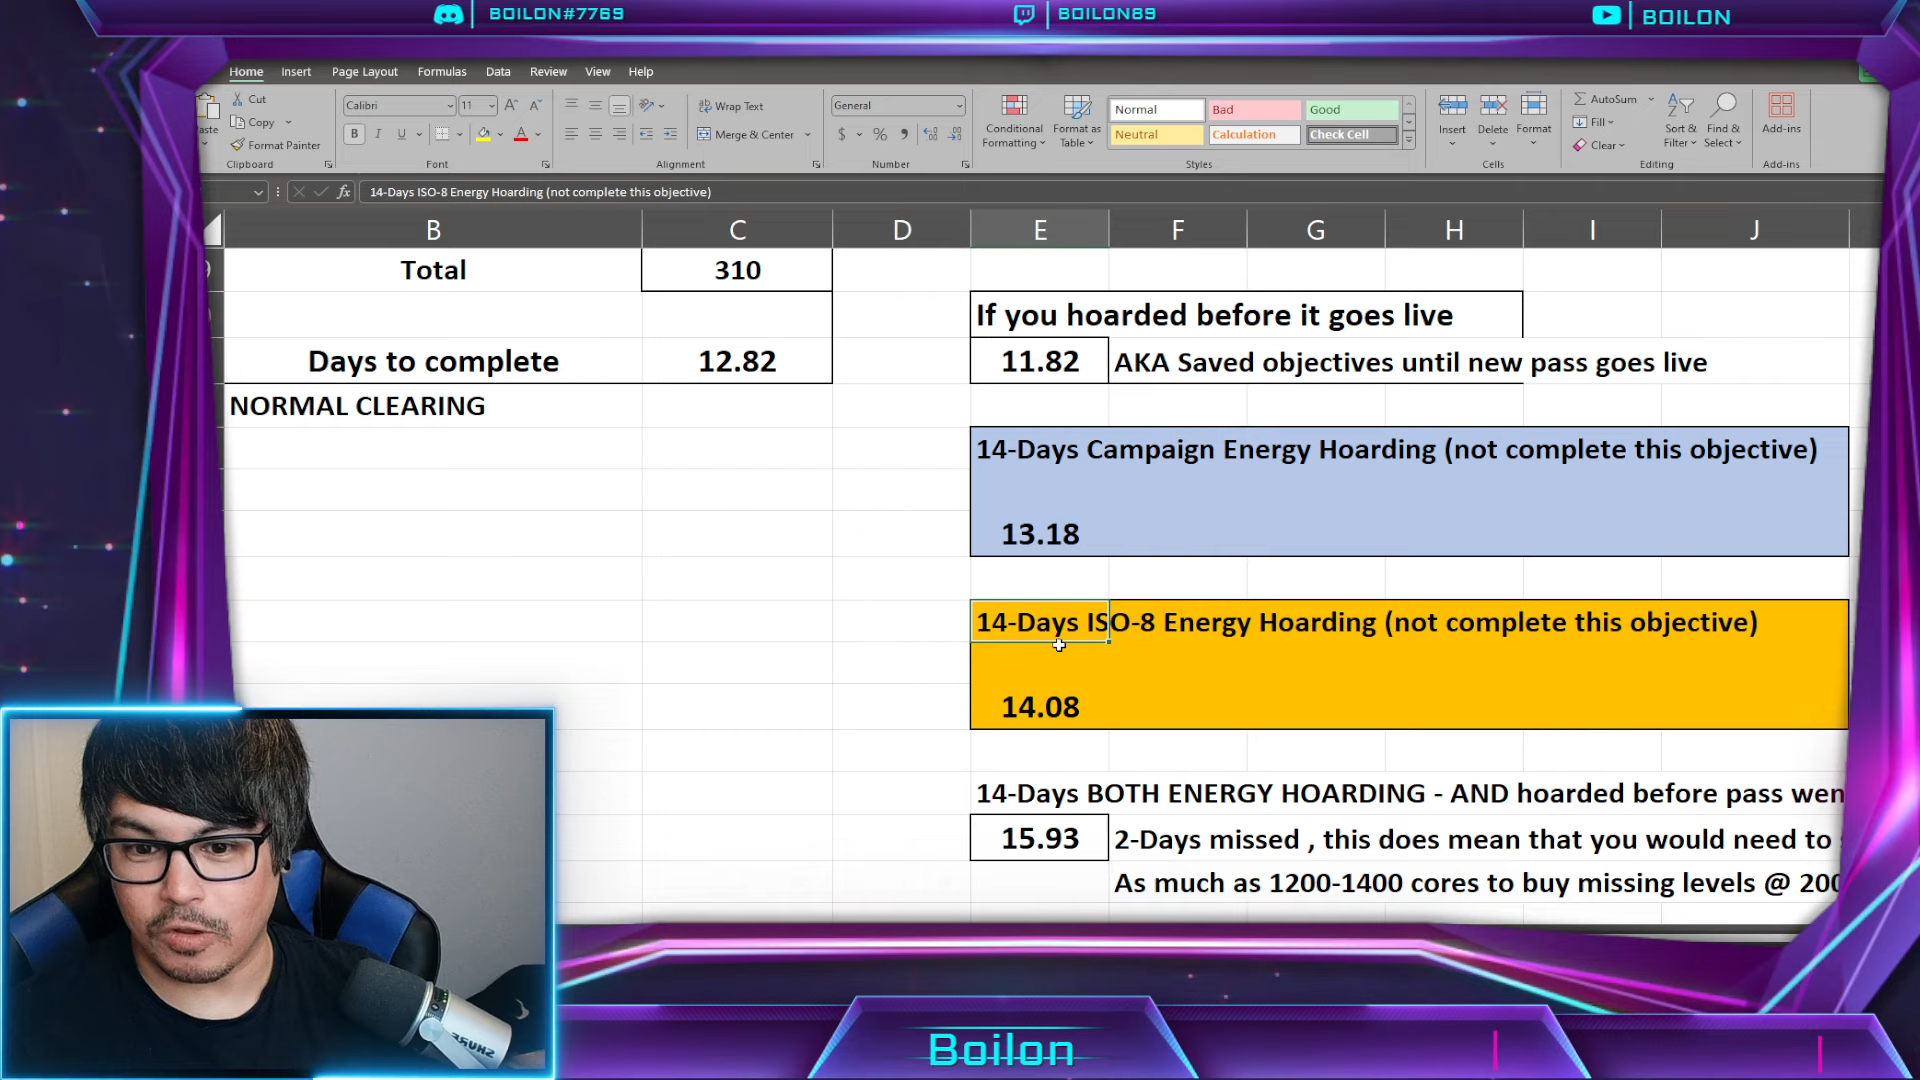 BOILON#7769
BOILON89
BOILON
Home Insert Page Layout Formulas Data Review View Help
Cut
Copy
Format Painter
Clipboard
Calibri 11
B I U
Font
Wrap Text
Merge & Center
Alignment
General
$ %
Number
Conditional Formatting
Format as Table
Normal Bad Good
Neutral Calculation Check Cell
Styles
Insert Delete Format
Cells
AutoSum
Fill
Clear
Sort & Filter
Find & Select
Editing
Add-ins
Add-ins
fx 14-Days ISO-8 Energy Hoarding (not complete this objective)
B C D E F G H I J
Total 310
If you hoarded before it goes live
Days to complete 12.82 11.82 AKA Saved objectives until new pass goes live
NORMAL CLEARING
14-Days Campaign Energy Hoarding (not complete this objective)
13.18
14-Days ISO-8 Energy Hoarding (not complete this objective)
14.08
14-Days BOTH ENERGY HOARDING - AND hoarded before pass wen
15.93 2-Days missed , this does mean that you would need to
As much as 1200-1400 cores to buy missing levels @ 200
SHURE
Boilon